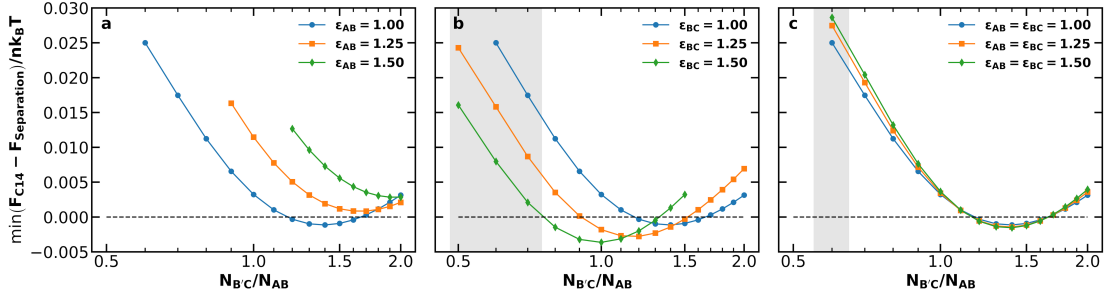 min(F_C14 − F_Separation)/nk_BT
0.030
0.025
0.020
0.015
0.010
0.005
0.000
−0.005
a
ε_AB = 1.00
ε_AB = 1.25
ε_AB = 1.50
0.5
1.0
1.5
2.0
N_B′C/N_AB
b
ε_BC = 1.00
ε_BC = 1.25
ε_BC = 1.50
0.5
1.0
1.5
2.0
N_B′C/N_AB
c
ε_AB = ε_BC = 1.00
ε_AB = ε_BC = 1.25
ε_AB = ε_BC = 1.50
0.5
1.0
1.5
2.0
N_B′C/N_AB